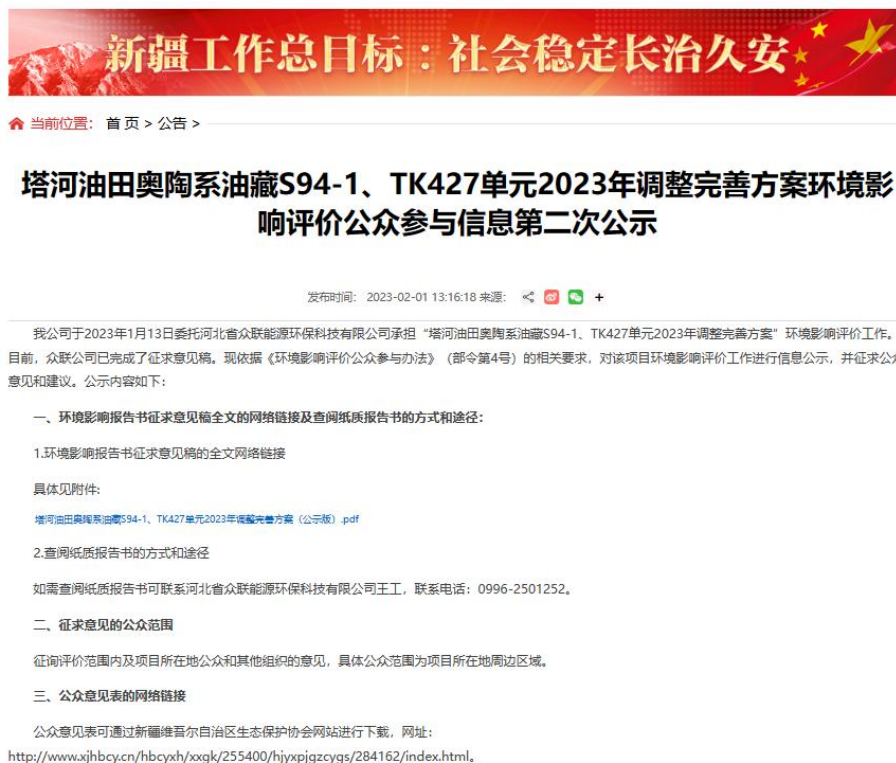 新疆工作总目标：社会稳定长治久安
当前位置： 首页 > 公告 >
塔河油田奥陶系油藏S94-1、TK427单元2023年调整完善方案环境影
响评价公众参与信息第二次公示
发布时间： 2023-02-01 13:16:18 来源： +
我公司于2023年1月13日委托河北省众联能源环保科技有限公司承担“塔河油田奥陶系油藏S94-1、TK427单元2023年调整完善方案”环境影响评价工作。
目前，众联公司已完成了征求意见稿。现依据《环境影响评价公众参与办法》（部令第4号）的相关要求，对该项目环境影响评价工作进行信息公示，并征求公众
意见和建议。公示内容如下：
一、环境影响报告书征求意见稿全文的网络链接及查阅纸质报告书的方式和途径：
1.环境影响报告书征求意见稿的全文网络链接
具体见附件：
塔河油田奥陶系油藏S94-1、TK427单元2023年调整完善方案（公示版）.pdf
2.查阅纸质报告书的方式和途径
如需查阅纸质报告书可联系河北省众联能源环保科技有限公司王工，联系电话：0996-2501252。
二、征求意见的公众范围
征询评价范围内及项目所在地公众和其他组织的意见，具体公众范围为项目所在地周边区域。
三、公众意见表的网络链接
公众意见表可通过新疆维吾尔自治区生态保护协会网站进行下载，网址：
http://www.xjhbcy.cn/hbcyxh/xxgk/255400/hjyxpjgzcygs/284162/index.html。